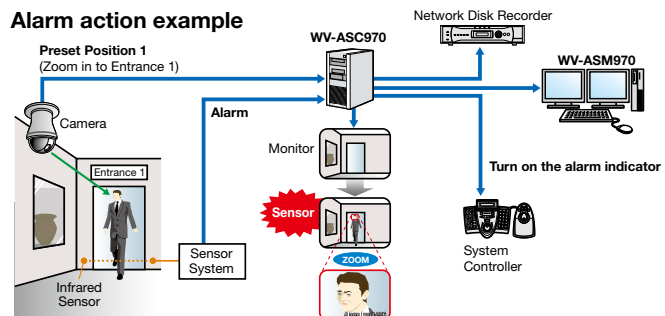 Alarm action example
Preset Position 1
(Zoom in to Entrance 1)
WV-ASC970
Network Disk Recorder
WV-ASM970
Camera
Alarm
Monitor
Entrance 1
Turn on the alarm indicator
Sensor
Sensor
System
ZOOM
System
Controller
Infrared
Sensor